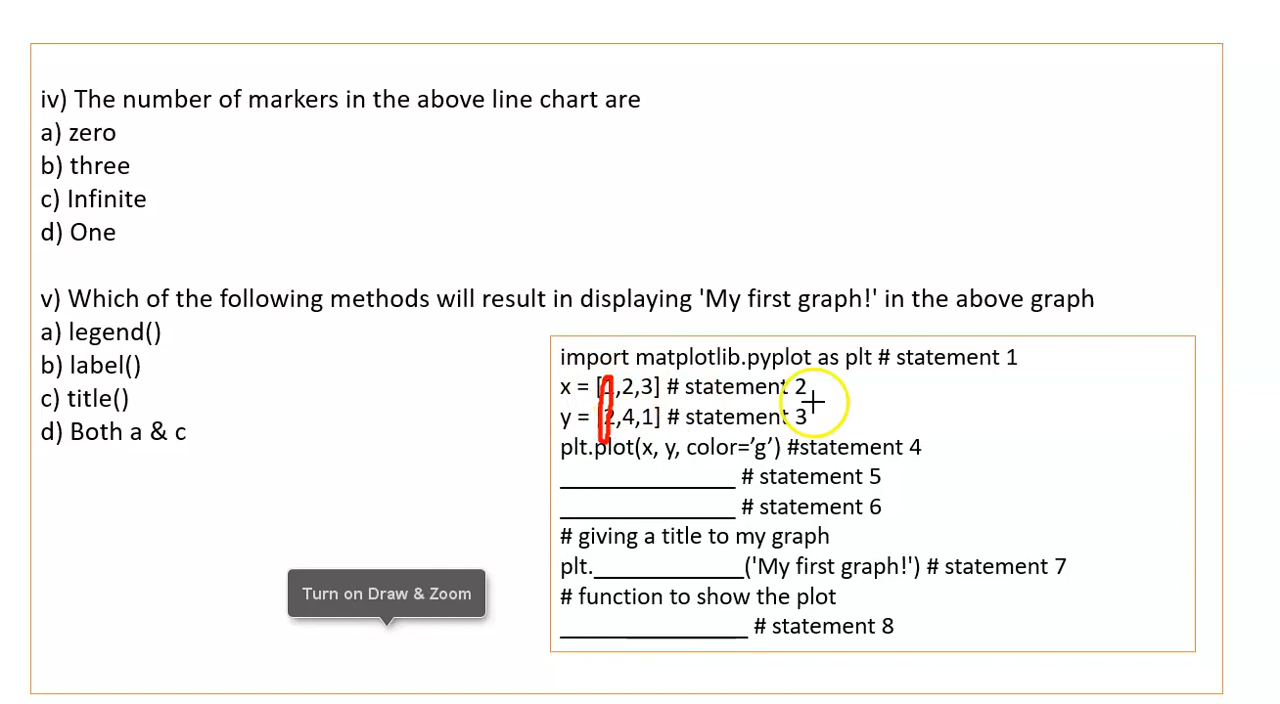 iv) The number of markers in the above line chart are
a) zero
b) three
c) Infinite
d) One
v) Which of the following methods will result in displaying 'My first graph!' in the above graph
a) legend()
b) label()
c) title()
d) Both a & c
import matplotlib.pyplot as plt # statement 1
x = [1,2,3] # statement 2
y = [2,4,1] # statement 3
plt.plot(x, y, color=’g’) #statement 4
_______________ # statement 5
_______________ # statement 6
# giving a title to my graph
plt._____________('My first graph!') # statement 7
# function to show the plot
________________ # statement 8
Turn on Draw & Zoom